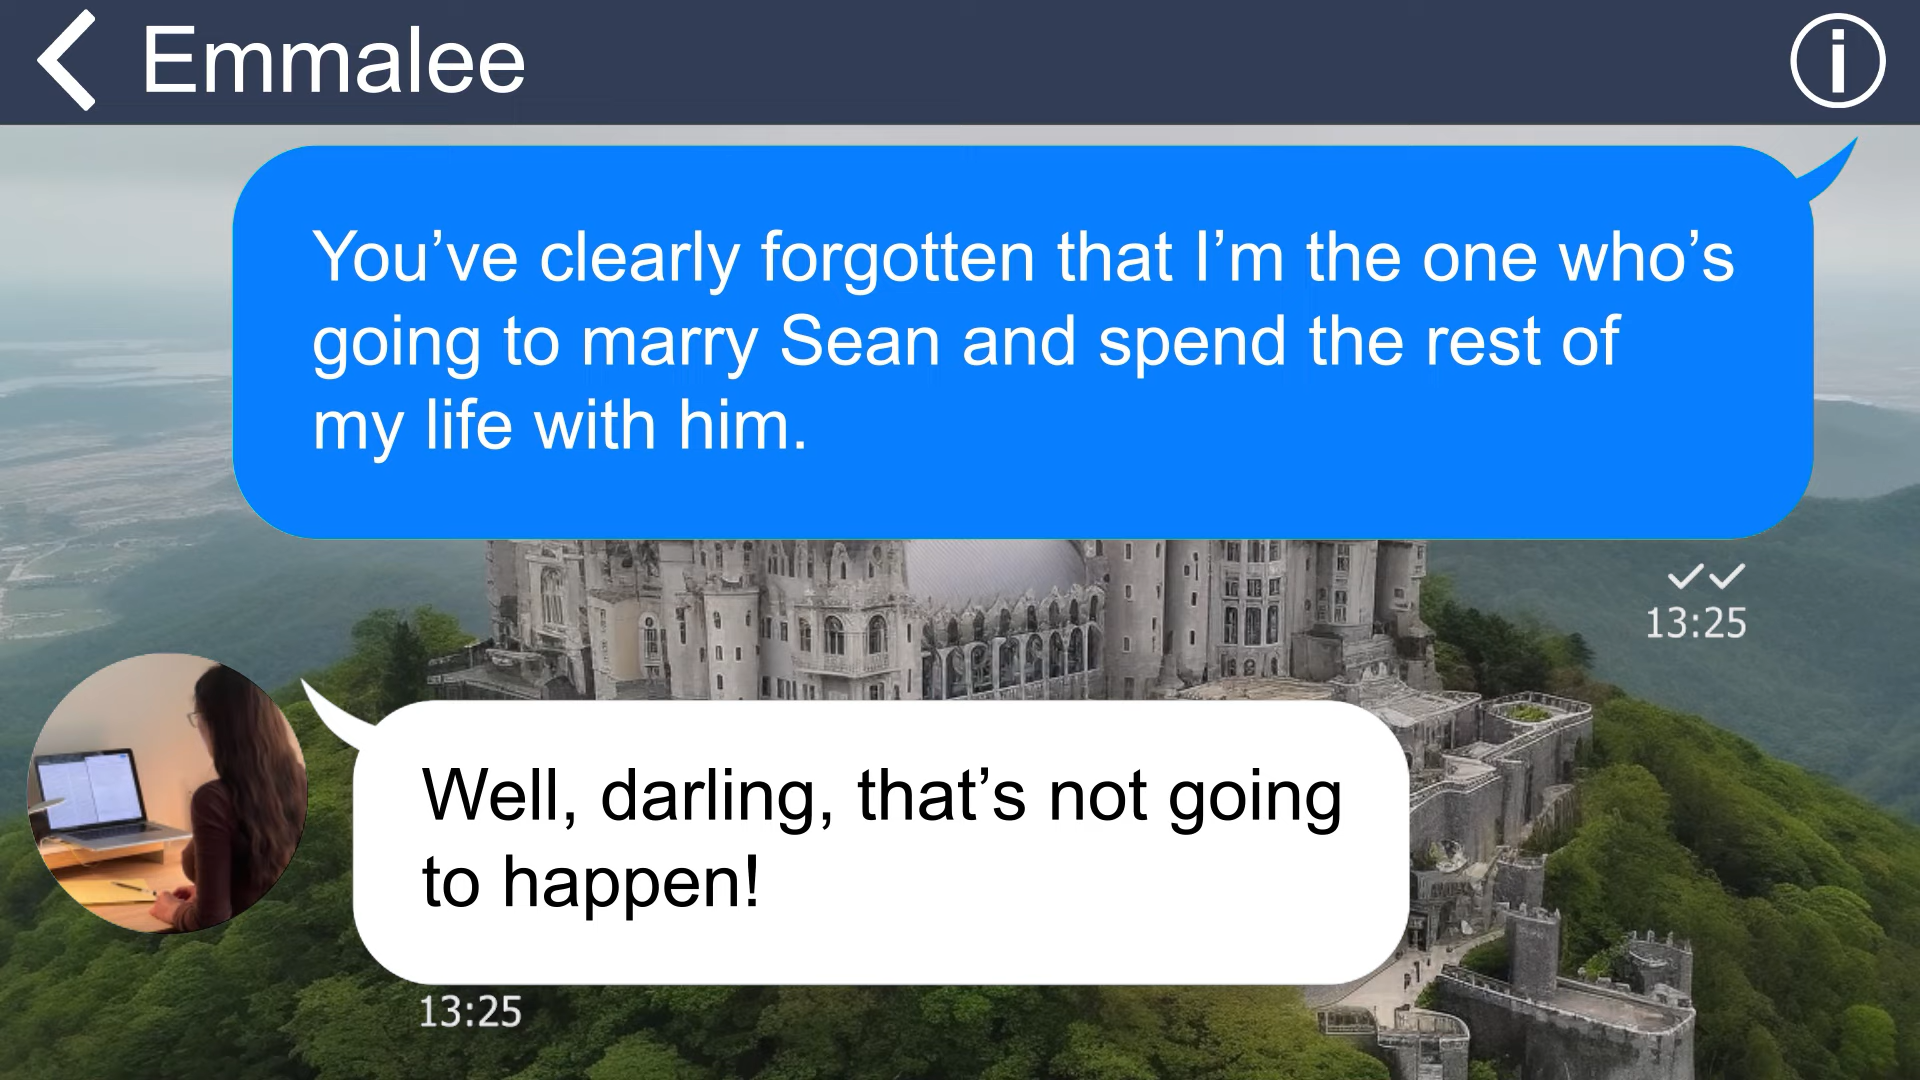 Emmalee
You’ve clearly forgotten that I’m the one who’s
going to marry Sean and spend the rest of
my life with him.
13:25
Well, darling, that’s not going
to happen!
13:25